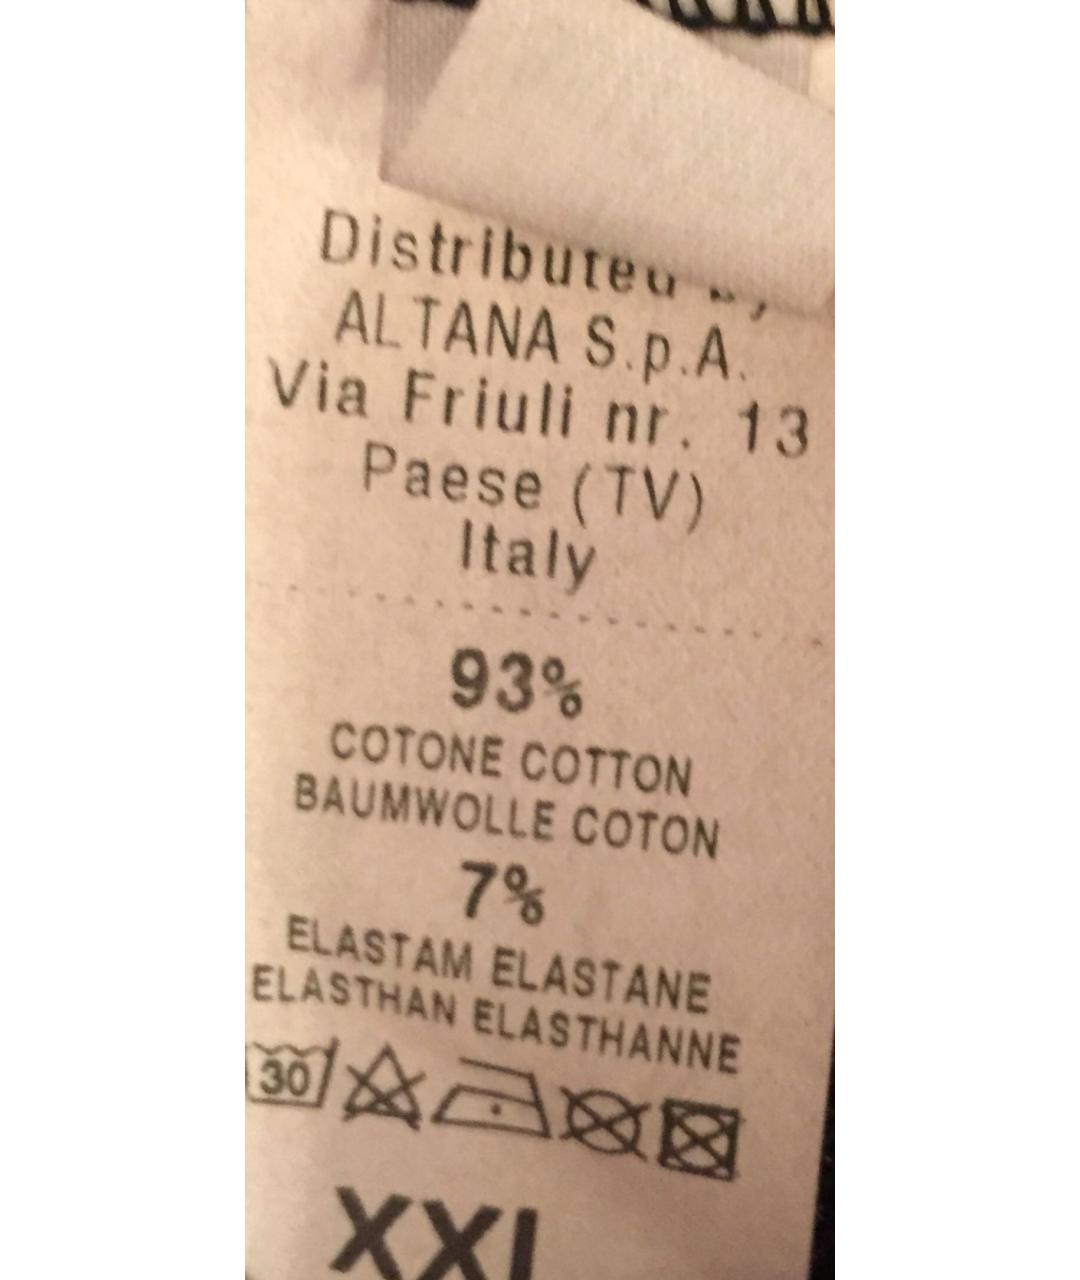 Distributed by
ALTANA S.p.A.
Via Friuli nr. 13
Paese (TV)
Italy
93%
COTONE COTTON
BAUMWOLLE COTON
7%
ELASTAM ELASTANE
ELASTHAN ELASTHANNE
30
XXL